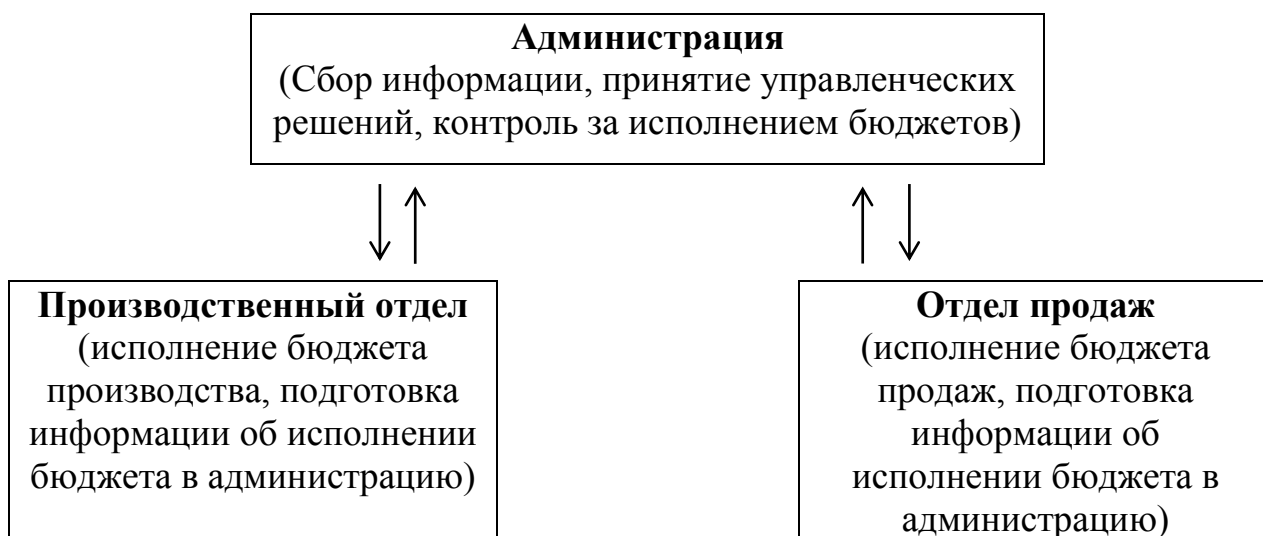 Администрация
(Сбор информации, принятие управленческих
решений, контроль за исполнением бюджетов)
Производственный отдел
(исполнение бюджета
производства, подготовка
информации об исполнении
бюджета в администрацию)
Отдел продаж
(исполнение бюджета
продаж, подготовка
информации об
исполнении бюджета в
администрацию)